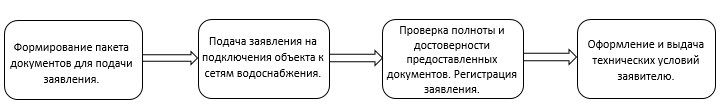 Формирование пакета
документов для подачи
заявления.
Подача заявления на
подключения объекта к
сетям водоснабжения.
Проверка полноты и
достоверности
предоставленных
документов. Регистрация
заявления.
Оформление и выдача
технических условий
заявителю.